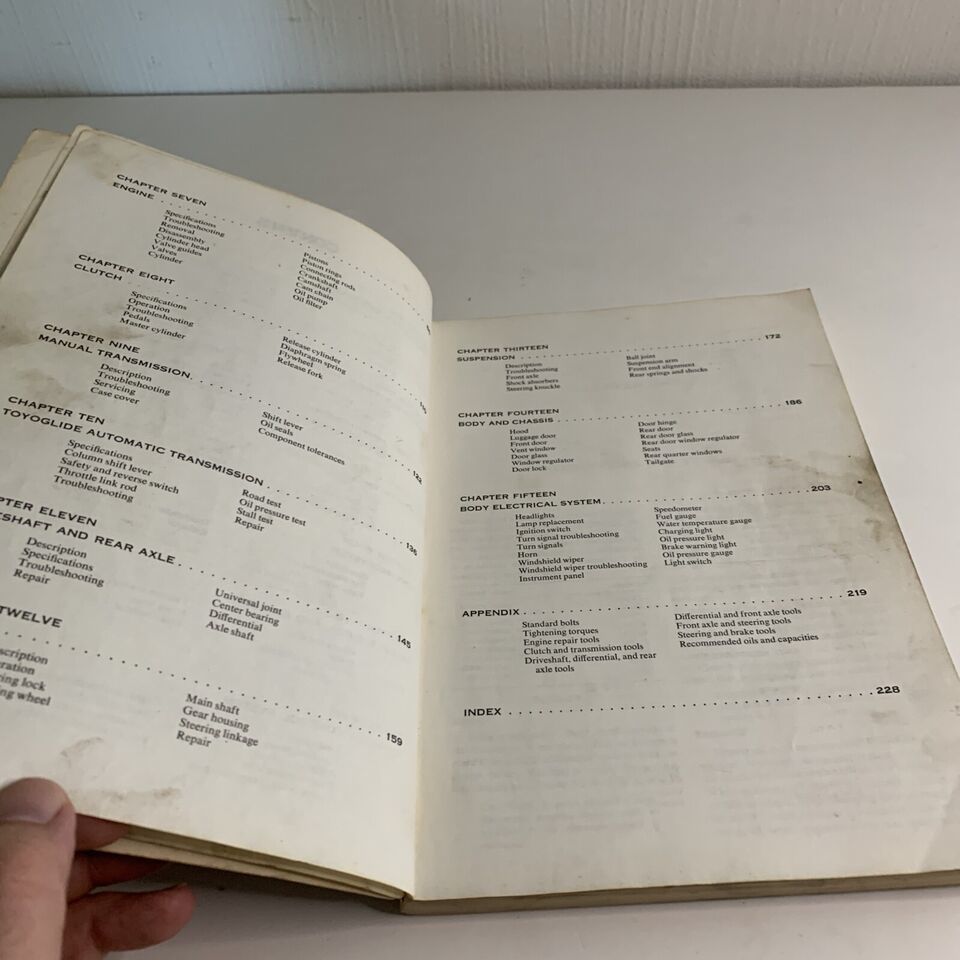 CHAPTER SEVEN
ENGINE
Specifications
Troubleshooting
Removal
Disassembly
Cylinder head
Valve guides
Valves
Cylinder
Pistons
Piston rings
Connecting rods
Crankshaft
Camshaft
Cam chain
Oil pump
Oil filter
CHAPTER EIGHT
CLUTCH
Specifications
Operation
Troubleshooting
Pedals
Master cylinder
Release cylinder
Diaphragm spring
Flywheel
Release fork
CHAPTER NINE
MANUAL TRANSMISSION
Description
Troubleshooting
Servicing
Case cover
Shift lever
Oil seals
Component tolerances
122
CHAPTER TEN
TOYOGLIDE AUTOMATIC TRANSMISSION
Specifications
Column shift lever
Safety and reverse switch
Throttle link rod
Troubleshooting
Road test
Oil pressure test
Stall test
Repair
136
PTER ELEVEN
ESHAFT AND REAR AXLE
Description
Specifications
Troubleshooting
Repair
Universal joint
Center bearing
Differential
Axle shaft
145
TWELVE
scription
ration
ing lock
ng wheel
Main shaft
Gear housing
Steering linkage
Repair
159
CHAPTER THIRTEEN
SUSPENSION . . . 172
Description
Troubleshooting
Front axle
Shock absorbers
Steering knuckle
Ball joint
Suspension arm
Front end alignment
Rear springs and shocks
CHAPTER FOURTEEN
BODY AND CHASSIS . . . 186
Hood
Luggage door
Front door
Vent window
Door glass
Window regulator
Door lock
Door hinge
Rear door
Rear door glass
Rear door window regulator
Seats
Rear quarter windows
Tailgate
CHAPTER FIFTEEN
BODY ELECTRICAL SYSTEM . . . 203
Headlights
Lamp replacement
Ignition switch
Turn signal troubleshooting
Turn signals
Horn
Windshield wiper
Windshield wiper troubleshooting
Instrument panel
Speedometer
Fuel gauge
Water temperature gauge
Charging light
Oil pressure light
Brake warning light
Oil pressure gauge
Light switch
APPENDIX . . . 219
Standard bolts
Tightening torques
Engine repair tools
Clutch and transmission tools
Driveshaft, differential, and rear
axle tools
Differential and front axle tools
Front axle and steering tools
Steering and brake tools
Recommended oils and capacities
INDEX . . . 228